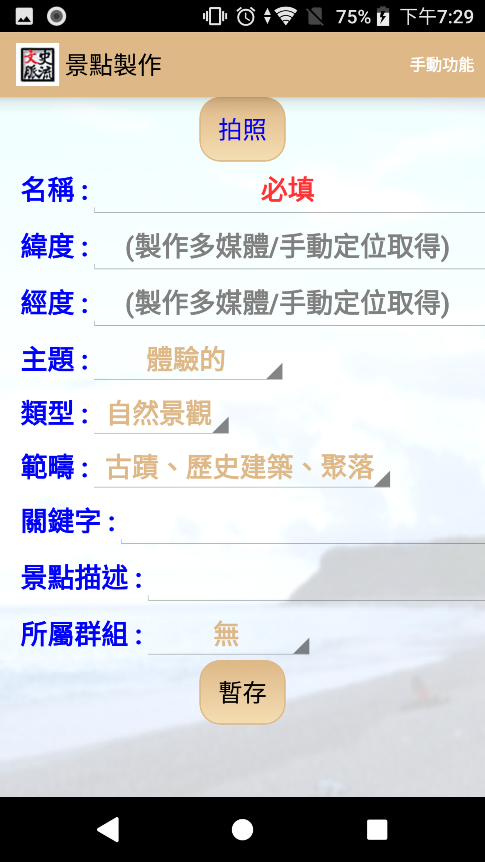 75% 下午7:29
文史脈流 景點製作 手動功能
拍照
名稱 : 必填
緯度 : (製作多媒體/手動定位取得)
經度 : (製作多媒體/手動定位取得)
主題 : 體驗的
類型 : 自然景觀
範疇 : 古蹟、歷史建築、聚落
關鍵字 :
景點描述 :
所屬群組 : 無
暫存